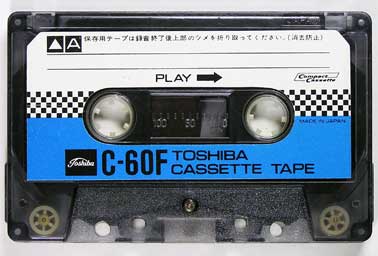 ▲A 保存用テープは録音終了後上部のツメを折り取ってください。(消去防止)
PLAY
Compact Cassette
100 50 0
MADE IN JAPAN
Toshiba C-60F TOSHIBA
CASSETTE TAPE